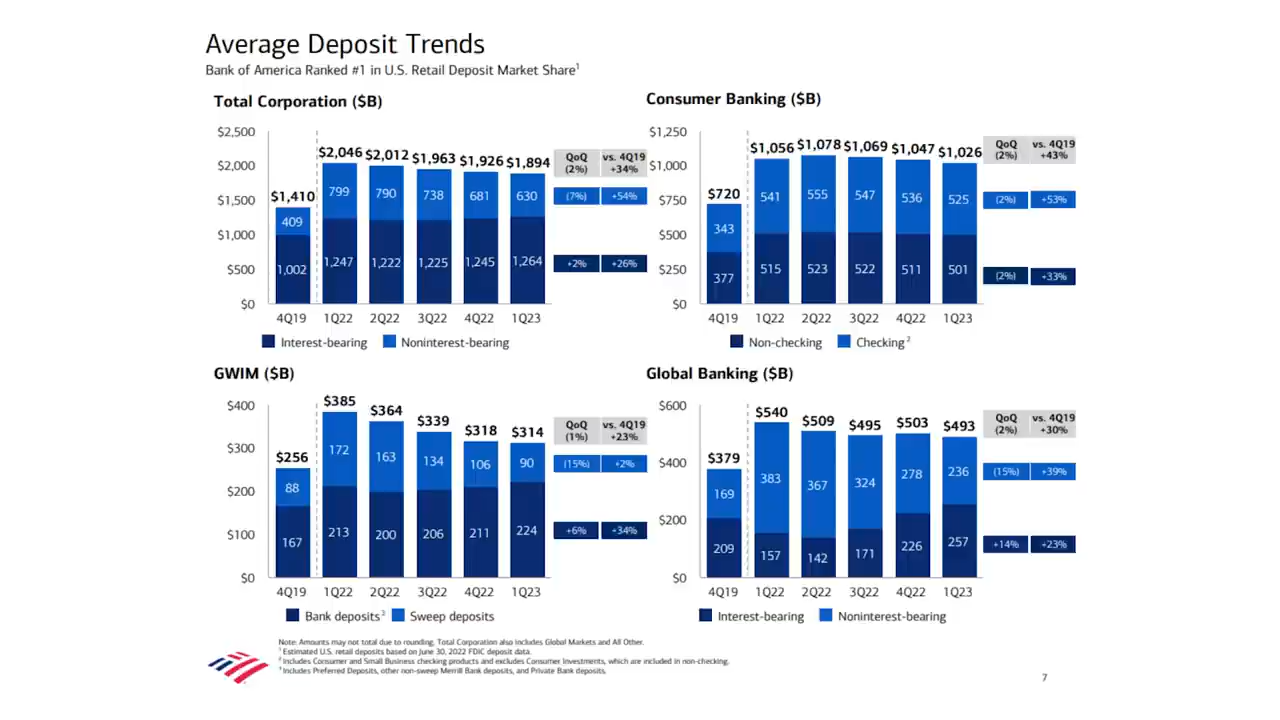 Average Deposit Trends
Bank of America Ranked #1 in U.S. Retail Deposit Market Share1
Total Corporation ($B)
$2,500
$2,000
$1,500
$1,000
$500
$0
$1,410 $2,046 $2,012 $1,963 $1,926 $1,894
409 799 790 738 681 630
1,002 1,247 1,222 1,225 1,245 1,264
4Q19 1Q22 2Q22 3Q22 4Q22 1Q23
QoQ vs. 4Q19
(2%) +34%
(7%) +54%
+2% +26%
Interest-bearing Noninterest-bearing
Consumer Banking ($B)
$1,250
$1,000
$750
$500
$250
$0
$720 $1,056 $1,078 $1,069 $1,047 $1,026
343 541 555 547 536 525
377 515 523 522 511 501
4Q19 1Q22 2Q22 3Q22 4Q22 1Q23
QoQ vs. 4Q19
(2%) +43%
(2%) +53%
(2%) +33%
Non-checking Checking2
GWIM ($B)
$400
$300
$200
$100
$0
$256 $385 $364 $339 $318 $314
88 172 163 134 106 90
167 213 200 206 211 224
4Q19 1Q22 2Q22 3Q22 4Q22 1Q23
QoQ vs. 4Q19
(1%) +23%
(15%) +2%
+6% +34%
Bank deposits3 Sweep deposits
Global Banking ($B)
$600
$400
$200
$0
$379 $540 $509 $495 $503 $493
169 383 367 324 278 236
209 157 142 171 226 257
4Q19 1Q22 2Q22 3Q22 4Q22 1Q23
QoQ vs. 4Q19
(2%) +30%
(15%) +39%
+14% +23%
Interest-bearing Noninterest-bearing
Note: Amounts may not total due to rounding. Total Corporation also includes Global Markets and All Other.
1 Estimated U.S. retail deposits based on June 30, 2022 FDIC deposit data.
2 Includes Consumer and Small Business checking products and excludes Consumer Investments, which are included in non-checking.
3 Includes Preferred Deposits, other non-sweep Merrill Bank deposits, and Private Bank deposits.
7